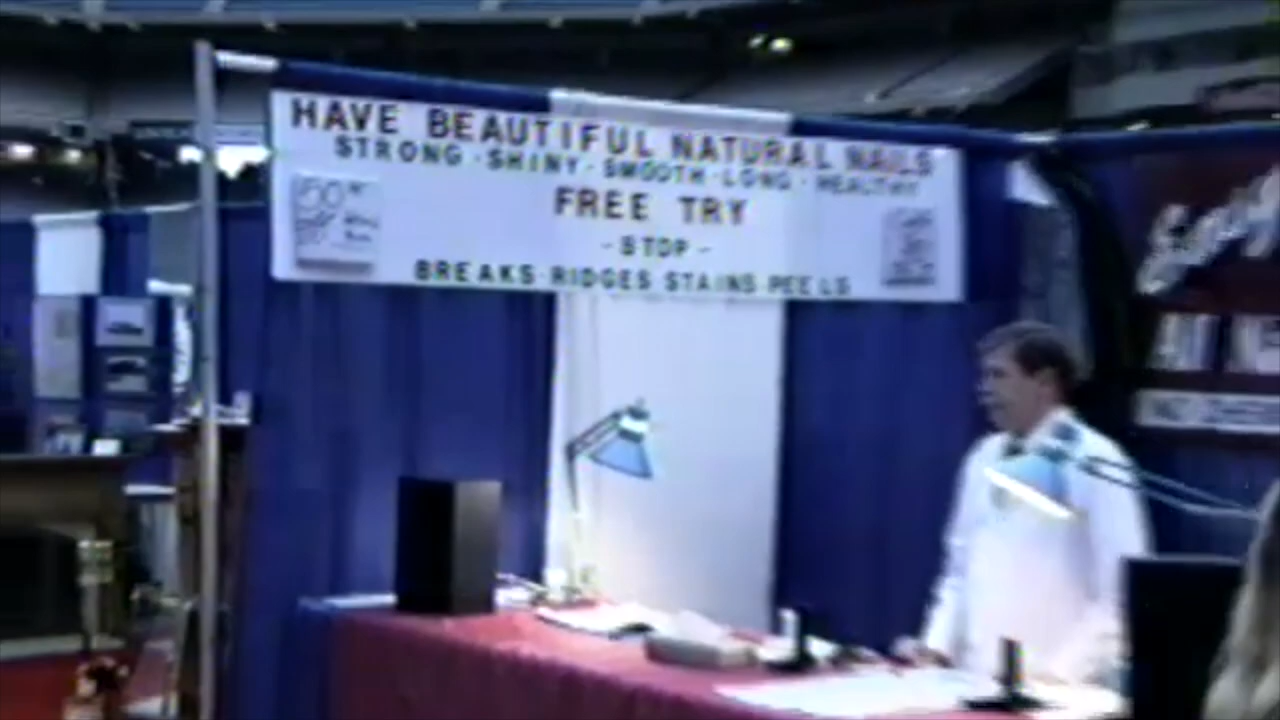 HAVE BEAUTIFUL NATURAL NAILS
STRONG · SHINY · SMOOTH · LONG · HEALTHY
FREE TRY
- STOP -
BREAKS RIDGES STAINS PEELS